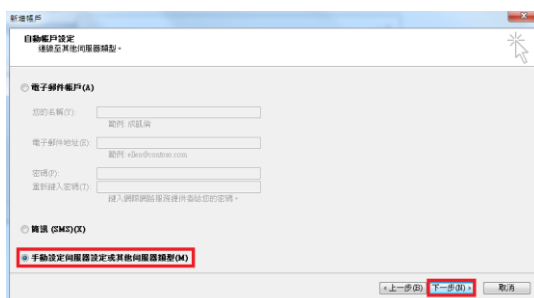 新增帳戶
自動帳戶設定
連線至其他伺服器類型。
電子郵件帳戶(A)
您的名稱(Y):
範例: 成凱倫
電子郵件地址(E):
範例: ellen@contoso.com
密碼(P):
重新鍵入密碼(T):
鍵入網際網路服務提供者給您的密碼。
簡訊 (SMS)(X)
手動設定伺服器設定或其他伺服器類型(M)
< 上一步(B) 下一步(N) > 取消